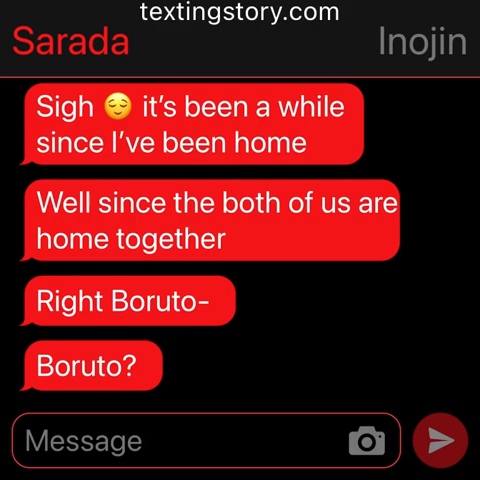 textingstory.com
Sarada Inojin
Sigh 😌 it's been a while
since I've been home
Well since the both of us are
home together
Right Boruto-
Boruto?
Message